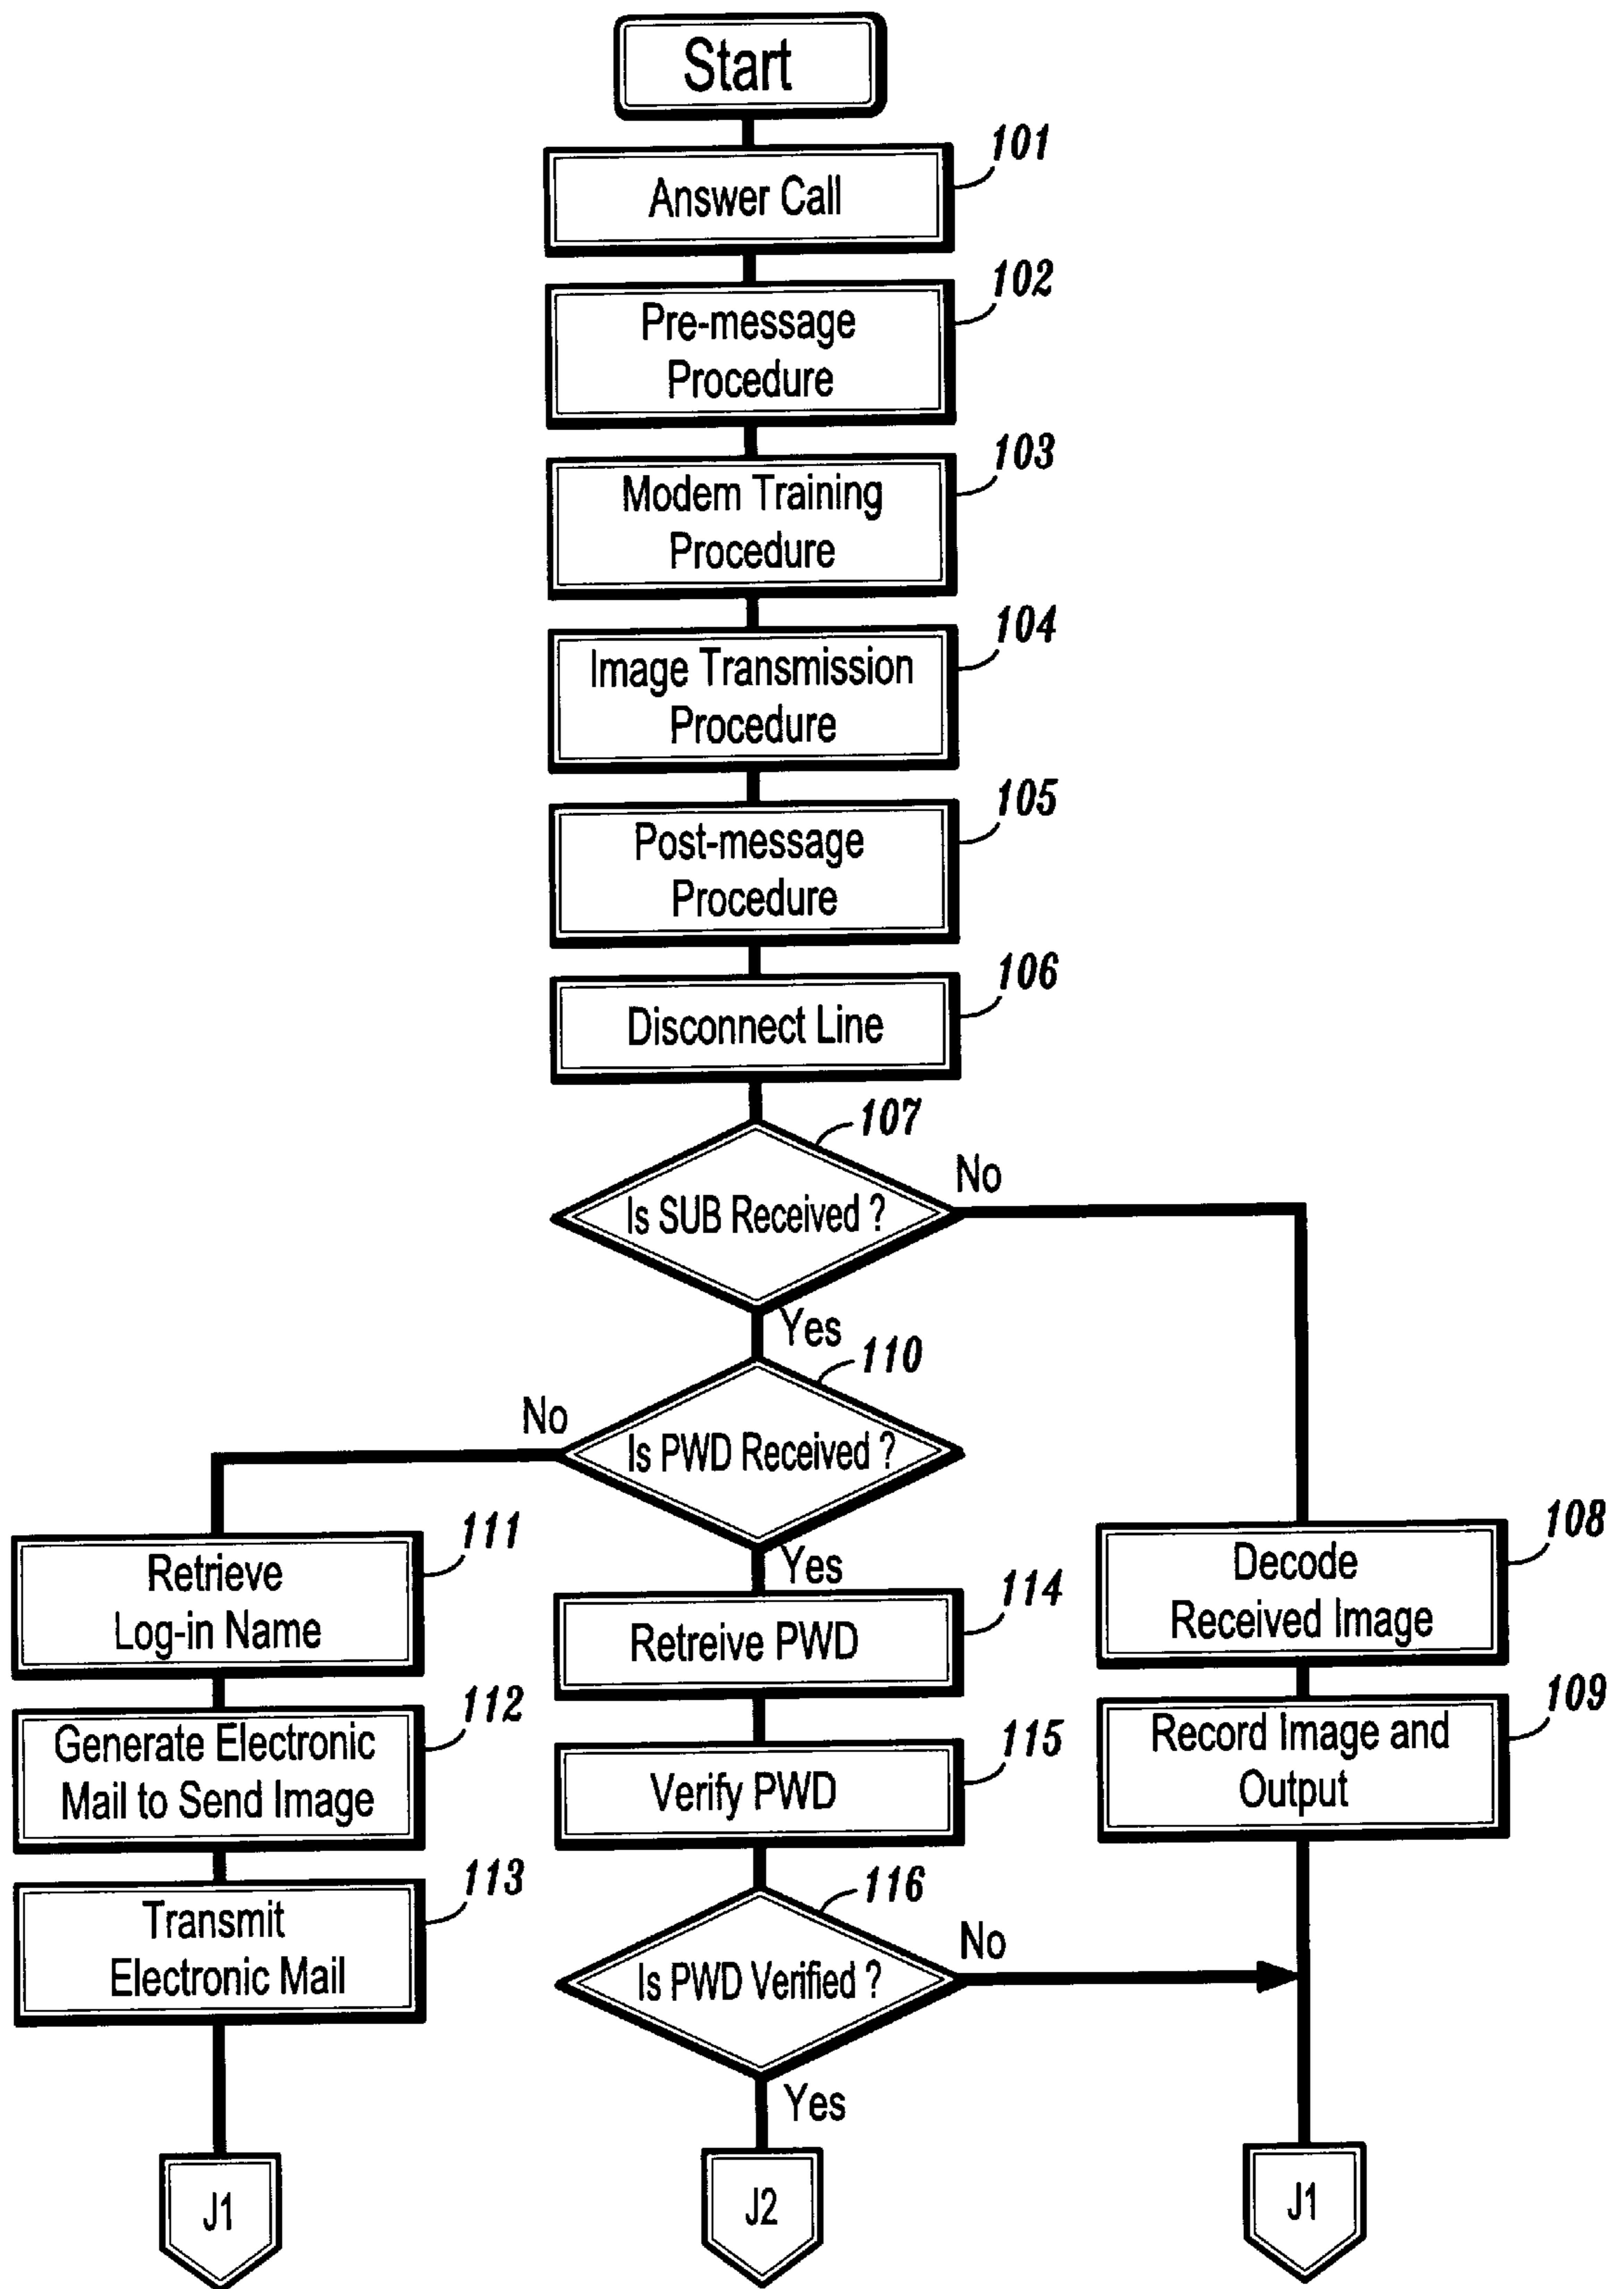 Start
101
Answer Call
102
Pre-message
Procedure
103
Modem Training
Procedure
104
Image Transmission
Procedure
105
Post-message
Procedure
106
Disconnect Line
107
Is SUB Received ?
No
Yes
110
Is PWD Received ?
No
Yes
111
Retrieve
Log-in Name
112
Generate Electronic
Mail to Send Image
113
Transmit
Electronic Mail
J1
114
Retreive PWD
115
Verify PWD
116
Is PWD Verified ?
No
Yes
J2
108
Decode
Received Image
109
Record Image and
Output
J1